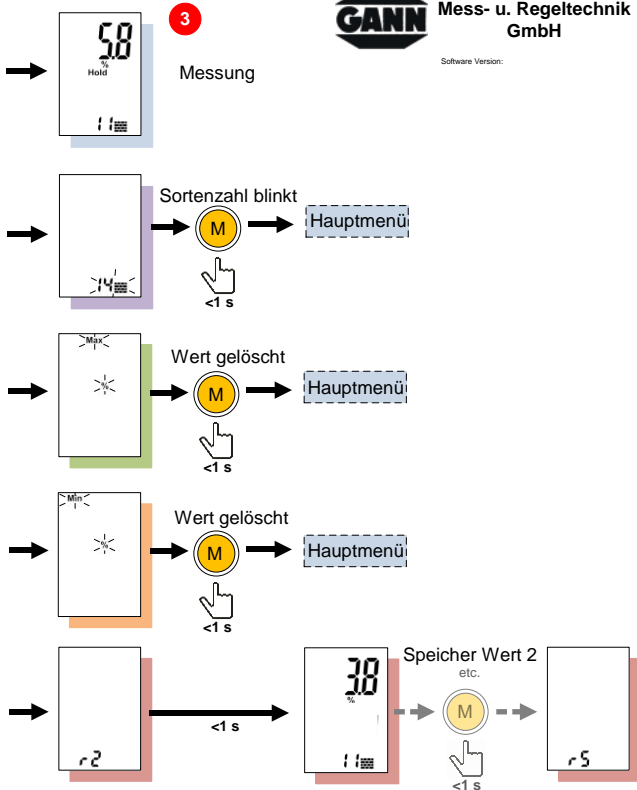 3
GANN
Mess- u. Regeltechnik
GmbH
Software Version:
5.8
%
Hold
11
Messung
Sortenzahl blinkt
14
M
Hauptmenü
<1 s
Max
%
Wert gelöscht
M
Hauptmenü
<1 s
Min
%
Wert gelöscht
M
Hauptmenü
<1 s
r2
<1 s
3.8
%
11
Speicher Wert 2
etc.
M
<1 s
r5